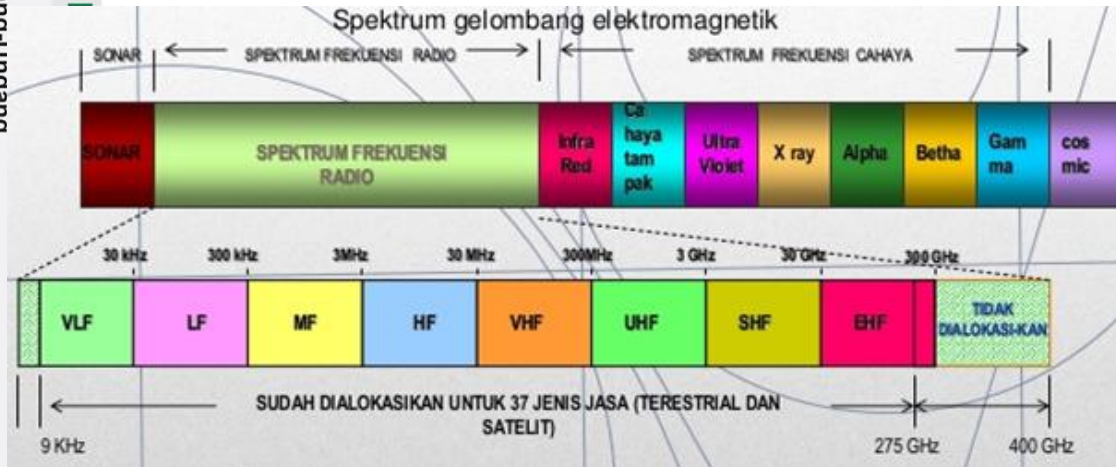 Spektrum gelombang elektromagnetik
SONAR
SPEKTRUM FREKUENSI RADIO
SPEKTRUM FREKUENSI CAHAYA
SONAR
SPEKTRUM FREKUENSI
RADIO
Infra
Red
Ca
haya
tam
pak
Ultra
Violet
X ray
Alpha
Betha
Gam
ma
cos
mic
30 kHz
300 kHz
3MHz
30 MHz
300MHz
3 GHz
30 GHz
300 GHz
VLF
LF
MF
HF
VHF
UHF
SHF
EHF
TIDAK
DIALOKASI-KAN
SUDAH DIALOKASIKAN UNTUK 37 JENIS JASA (TERESTRIAL DAN
SATELIT)
9 KHz
275 GHz
400 GHz